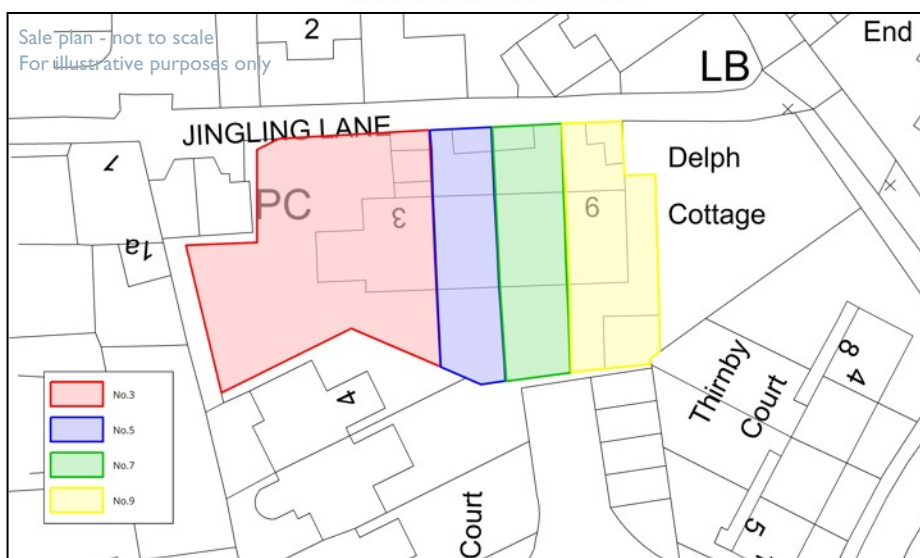 Sale plan - not to scale
For illustrative purposes only
2
End
LB
JINGLING LANE
7
Delph
Cottage
PC
3
9
1a
4
Thirnby
Court
8
4
5
Court
No.3
No.5
No.7
No.9